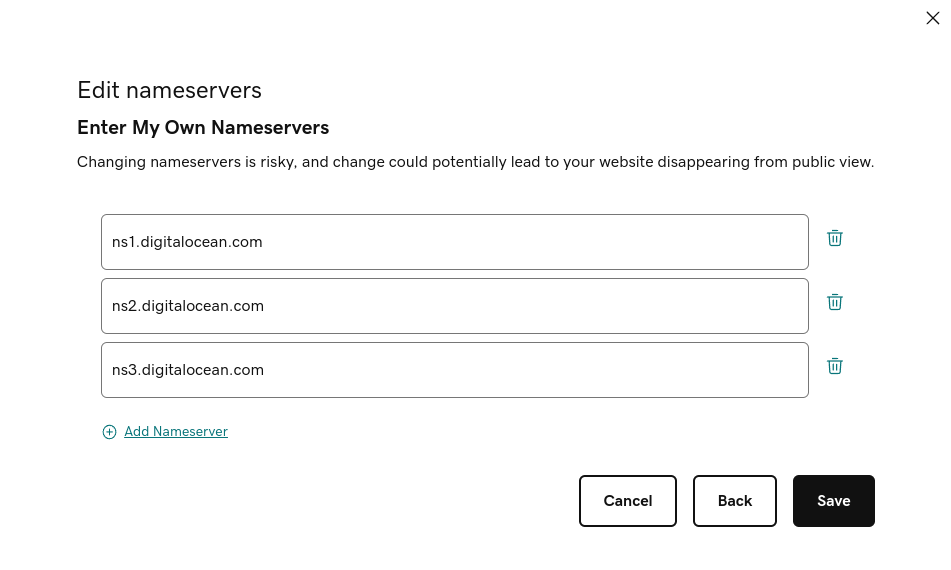 Edit nameservers
Enter My Own Nameservers
Changing nameservers is risky, and change could potentially lead to your website disappearing from public view.
ns1.digitalocean.com
ns2.digitalocean.com
ns3.digitalocean.com
Add Nameserver
Cancel Back Save